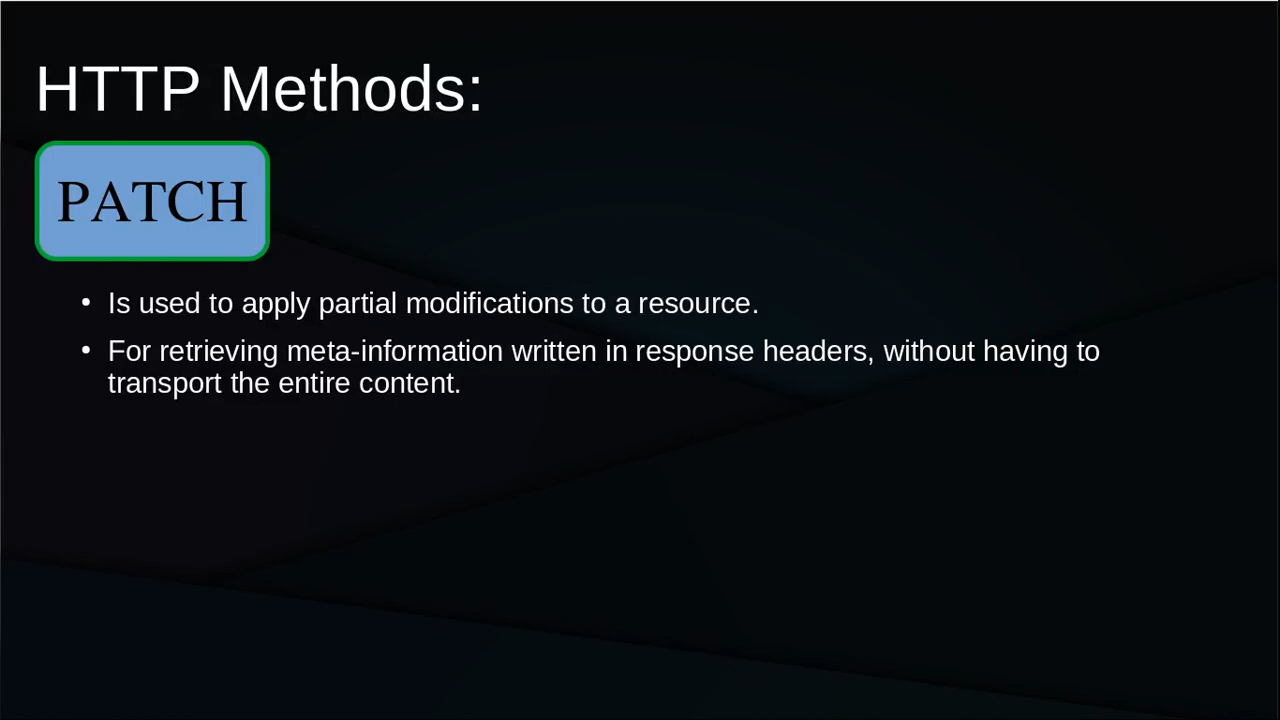 HTTP Methods:
PATCH
• Is used to apply partial modifications to a resource.
• For retrieving meta-information written in response headers, without having to
transport the entire content.